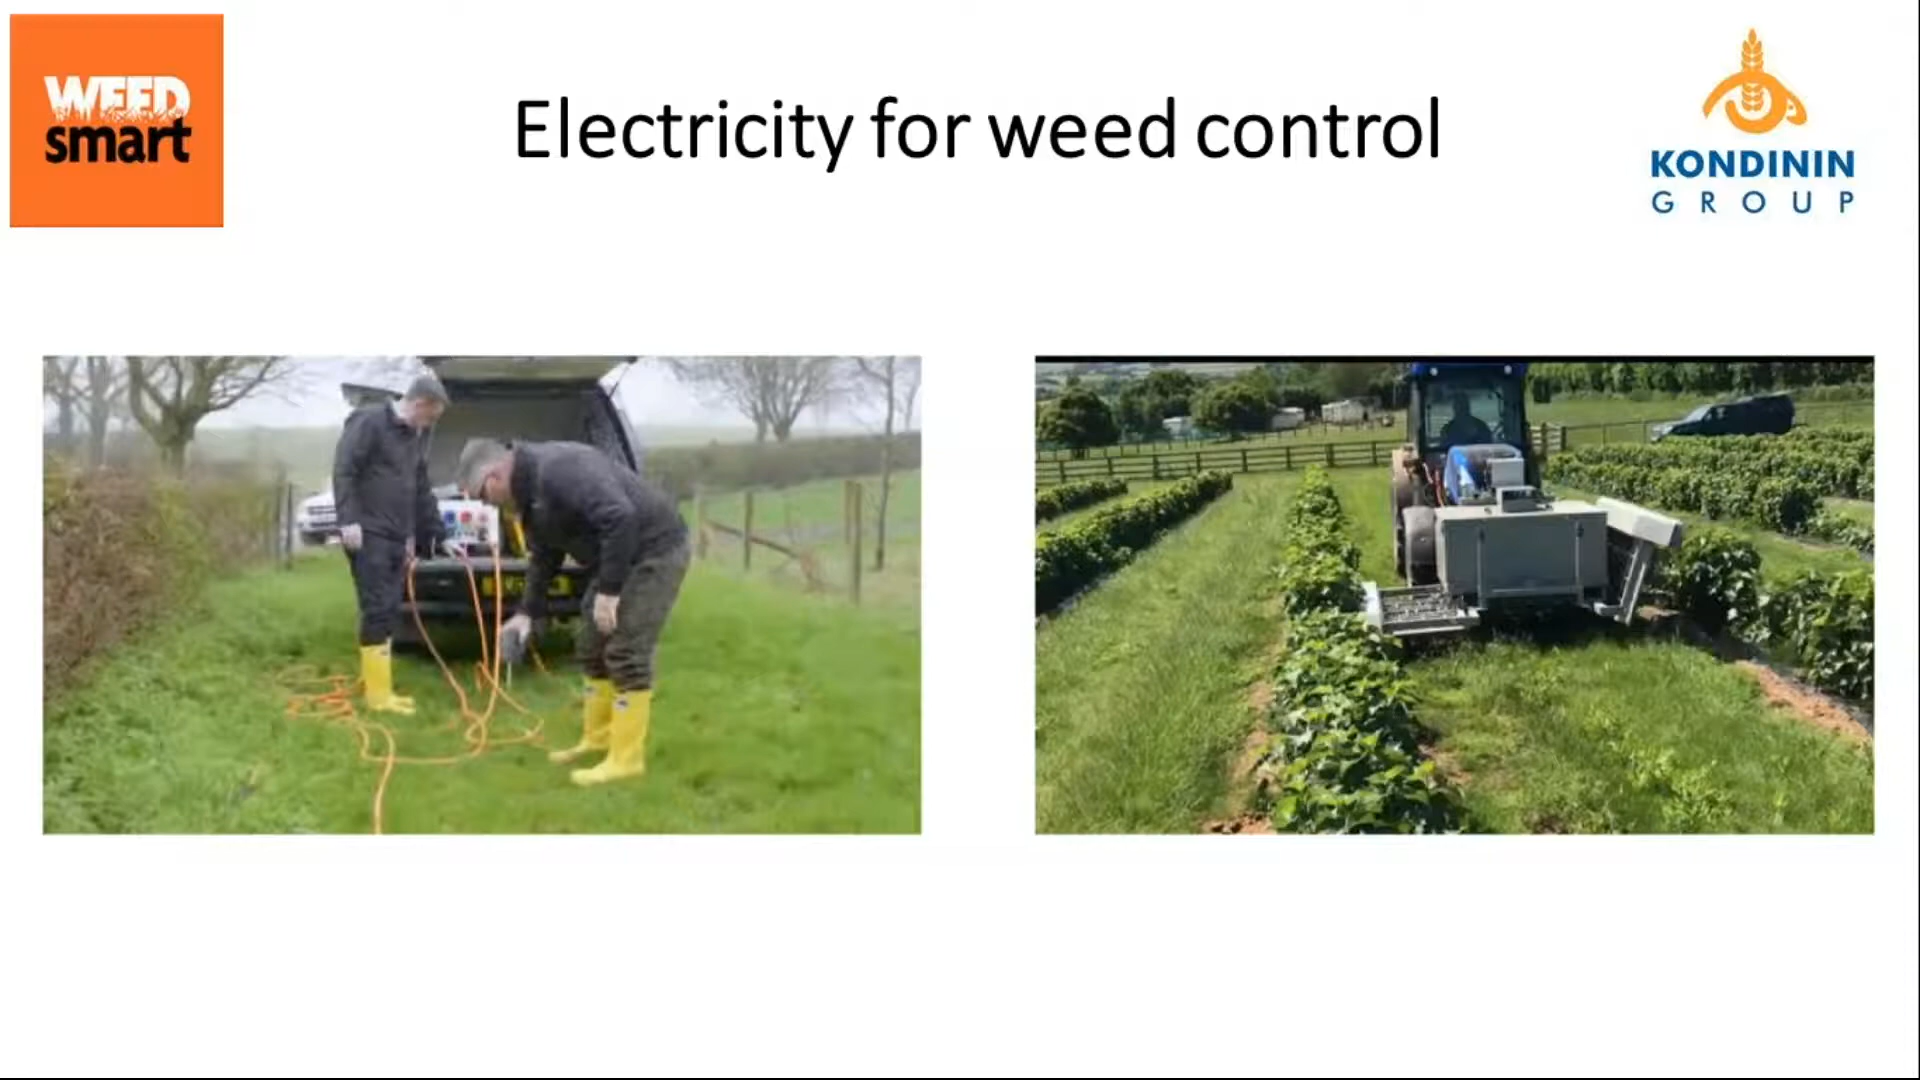 WEED
smart
Electricity for weed control
KONDININ
GROUP